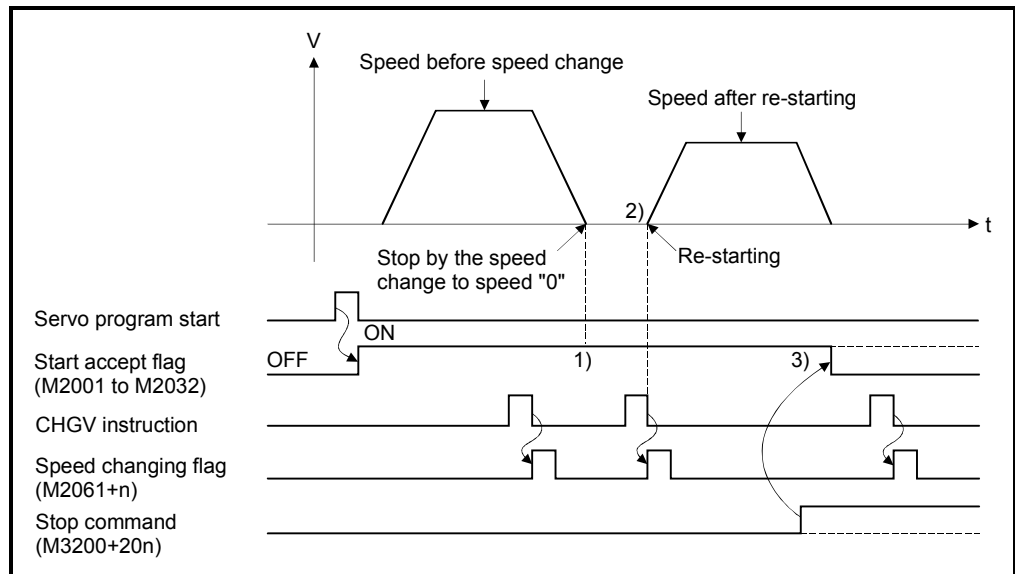 V
Speed before speed change
Speed after re-starting
2)
t
Stop by the speed
change to speed "0"
Re-starting
Servo program start
ON
Start accept flag
(M2001 to M2032)
OFF
1)
3)
CHGV instruction
Speed changing flag
(M2061+n)
Stop command
(M3200+20n)